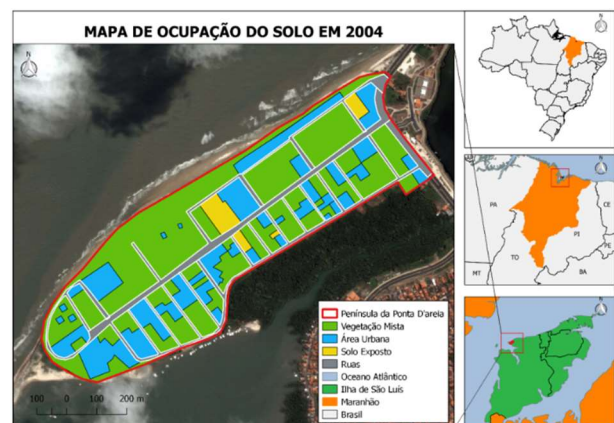 MAPA DE OCUPAÇÃO DO SOLO EM 2004
N
Península da Ponta D'areia
Vegetação Mista
Área Urbana
Solo Exposto
Ruas
Oceano Atlântico
Ilha de São Luís
Maranhão
Brasil
100 0 100 200 m
N
N
PA
CE
PI
PE
TO
MT
BA
N